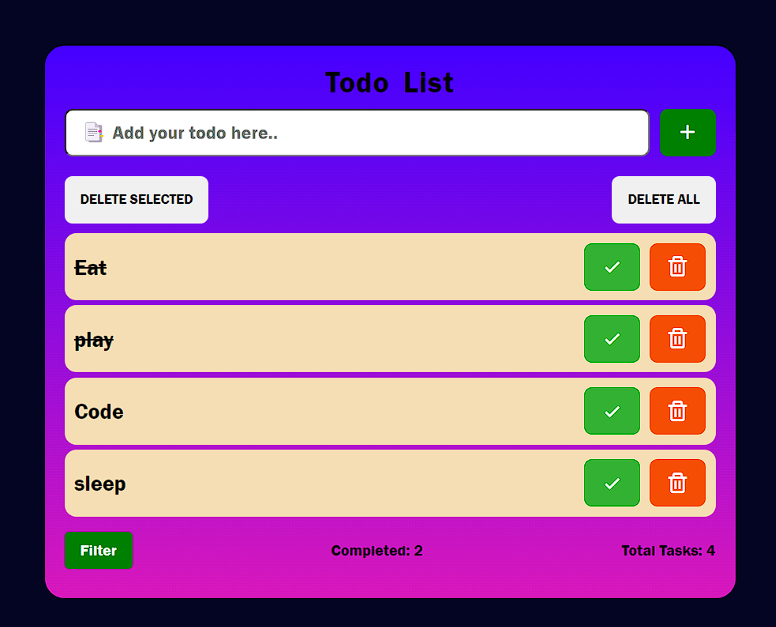 Todo List
Add your todo here..
+
DELETE SELECTED DELETE ALL
Eat
play
Code
sleep
Filter Completed: 2 Total Tasks: 4